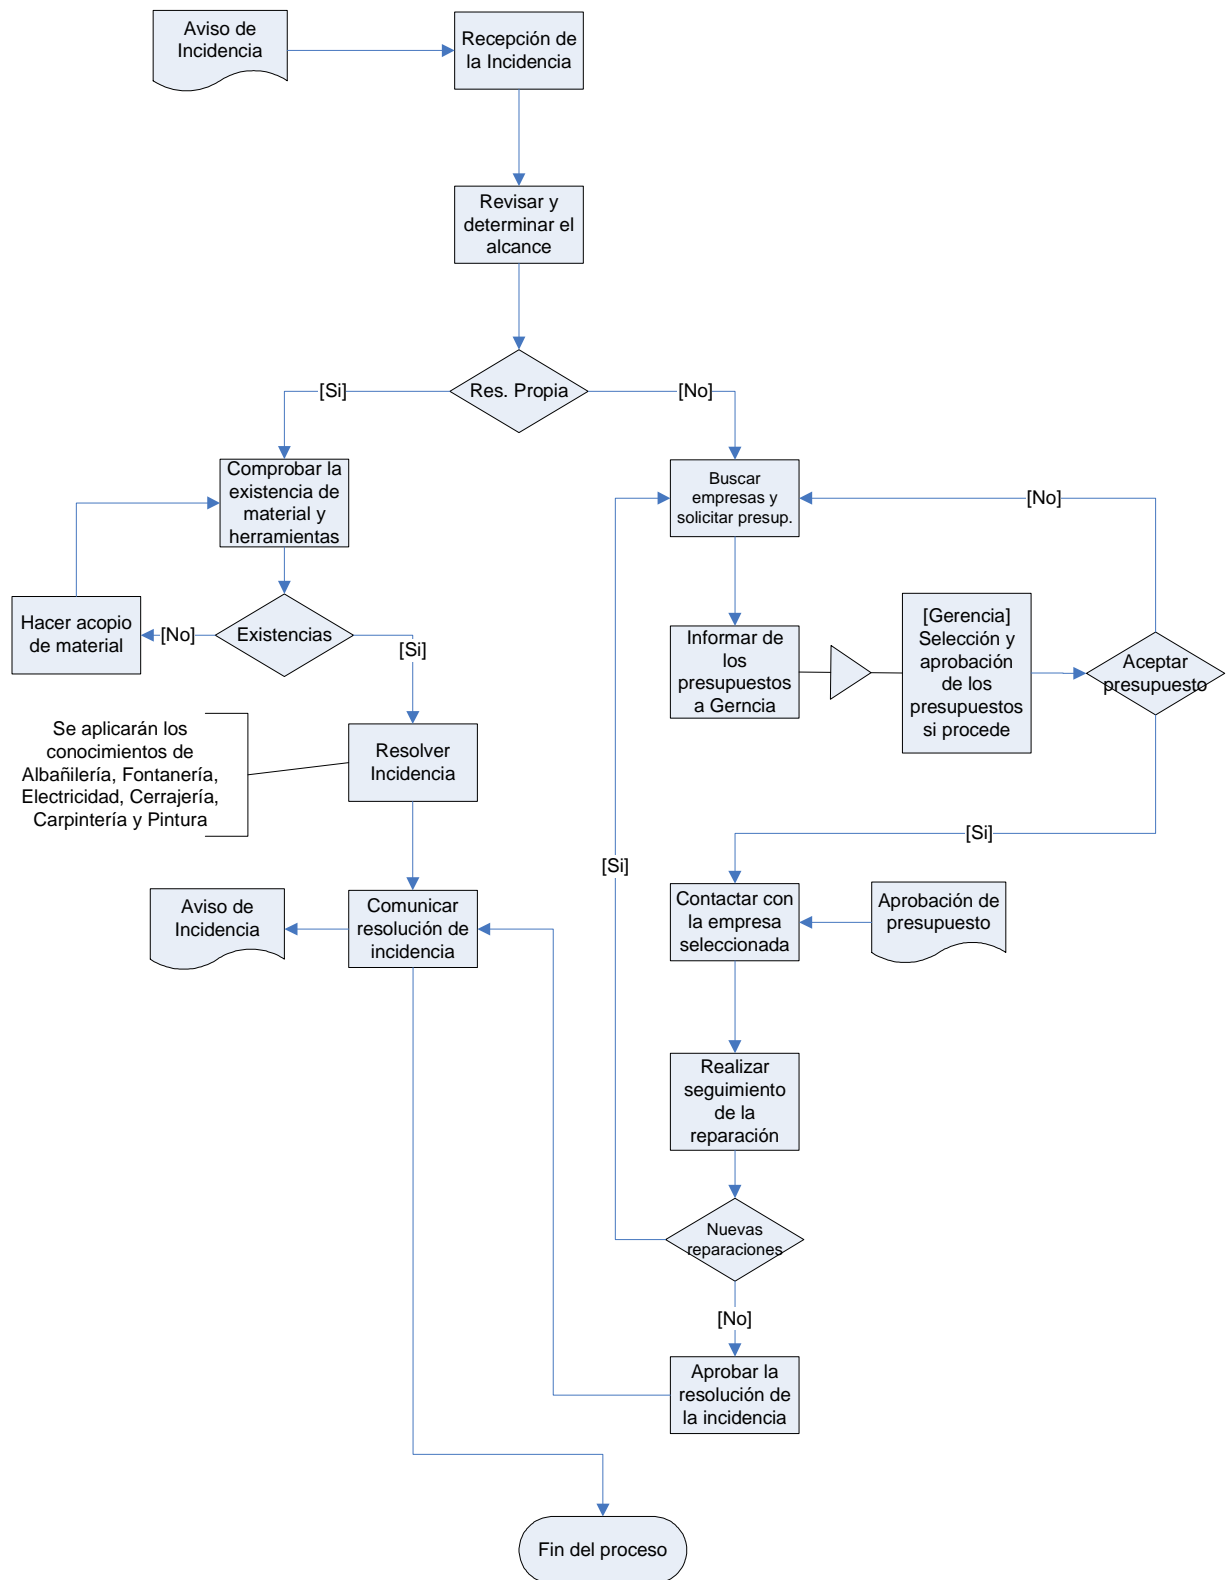 Aviso de
Incidencia
Recepción de
la Incidencia
Revisar y
determinar el
alcance
Res. Propia
[Si]
[No]
Comprobar la
existencia de
material y
herramientas
Buscar
empresas y
solicitar presup.
[No]
Hacer acopio
de material
[No]
Existencias
[Si]
Informar de
los
presupuestos
a Gerncia
[Gerencia]
Selección y
aprobación
de los
presupuestos
si procede
Aceptar
presupuesto
Se aplicarán los
conocimientos de
Albañilería, Fontanería,
Electricidad, Cerrajería,
Carpintería y Pintura
Resolver
Incidencia
[Si]
[Si]
Aviso de
Incidencia
Comunicar
resolución de
incidencia
Contactar con
la empresa
seleccionada
Aprobación de
presupuesto
Realizar
seguimiento
de la
reparación
Nuevas
reparaciones
[No]
Aprobar la
resolución de
la incidencia
Fin del proceso